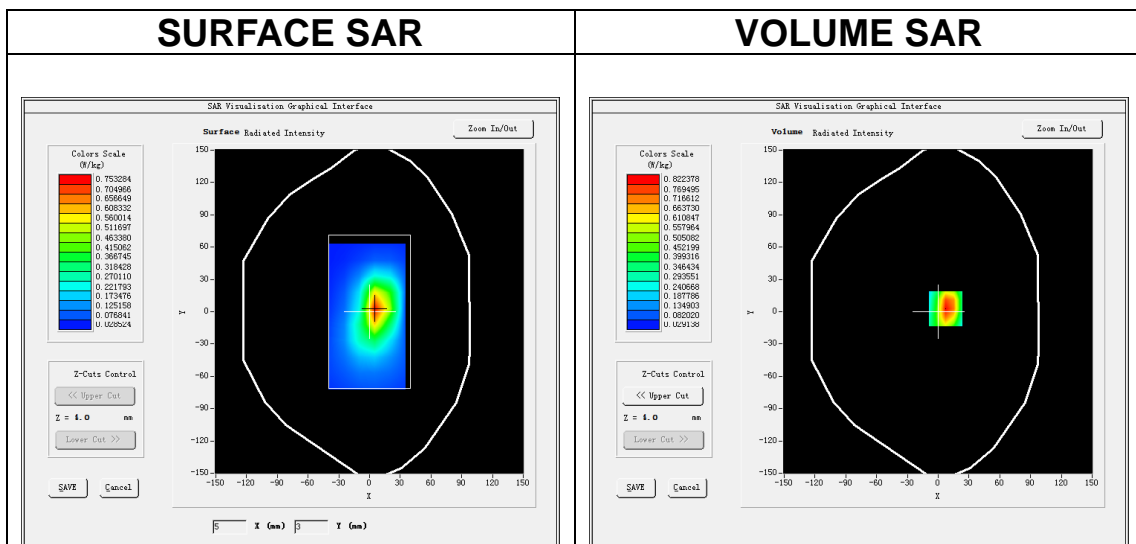 SURFACE SAR
VOLUME SAR
SAR Visualisation Graphical Interface
Surface Radiated Intensity
Zoom In/Out
Colors Scale
(W/kg)
0.753284
0.704966
0.656649
0.608332
0.560014
0.511697
0.463380
0.415062
0.366745
0.318428
0.270110
0.221793
0.173476
0.125158
0.076841
0.028524
150
120
90
60
30
0
-30
-60
-90
-120
-150
Y
-150 -120 -90 -60 -30 0 30 60 90 120 150
X
Z-Cuts Control
<< Upper Cut
Z = 4.0 mm
Lower Cut >>
SAVE Cancel
5 X (mm) 3 Y (mm)
SAR Visualisation Graphical Interface
Volume Radiated Intensity
Zoom In/Out
Colors Scale
(W/kg)
0.822378
0.769495
0.716612
0.663730
0.610847
0.557964
0.505082
0.452199
0.399316
0.346434
0.293551
0.240668
0.187786
0.134903
0.082020
0.029138
150
120
90
60
30
0
-30
-60
-90
-120
-150
Y
-150 -120 -90 -60 -30 0 30 60 90 120 150
X
Z-Cuts Control
<< Upper Cut
Z = 4.0 mm
Lower Cut >>
SAVE Cancel